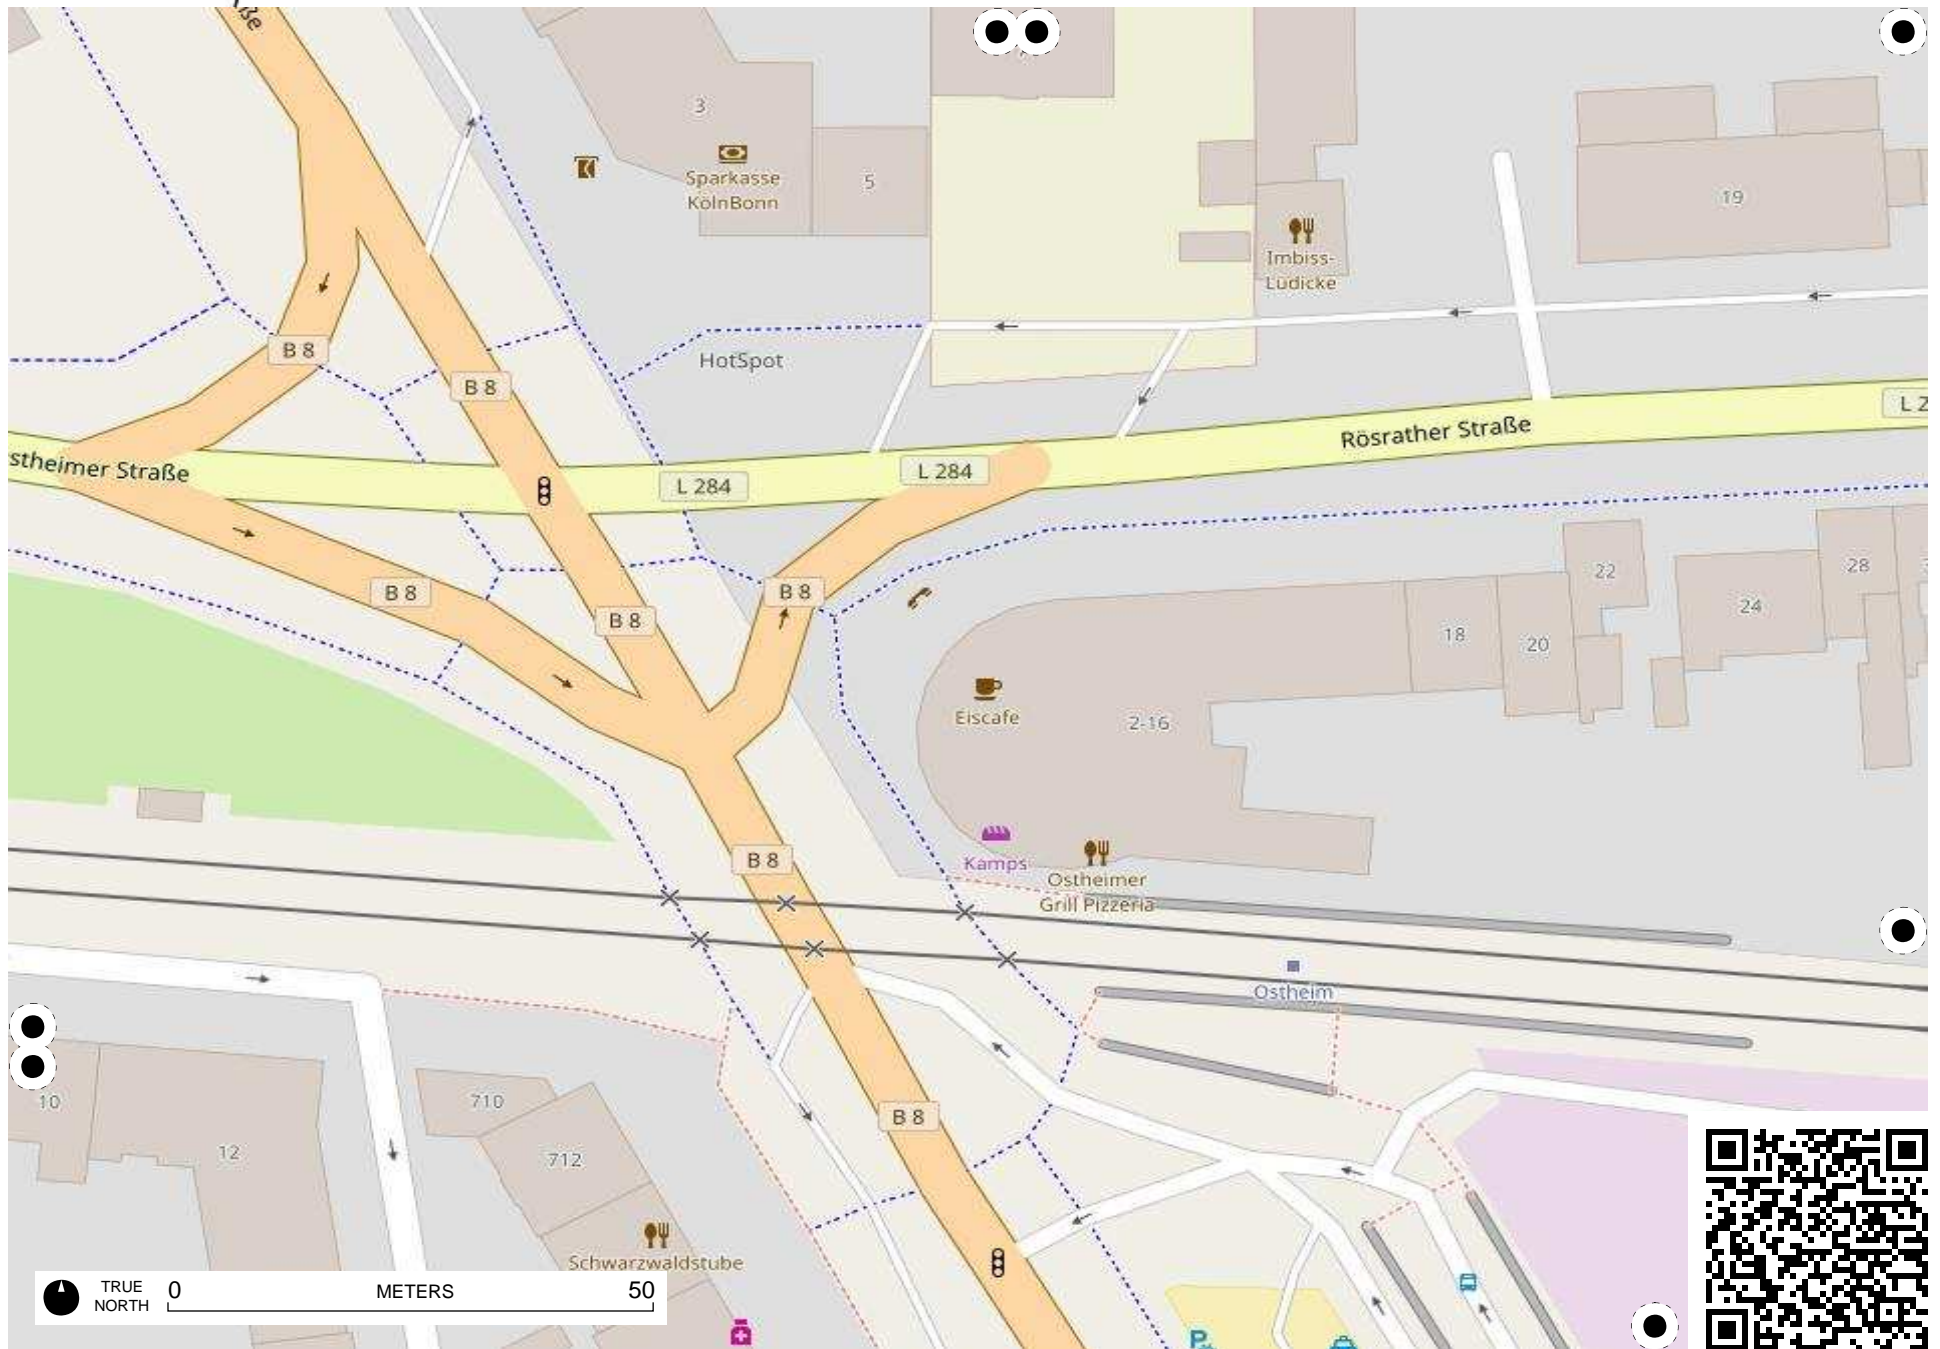 ße
3
5
Sparkasse
KölnBonn
19
Imbiss-
Lüdicke
B 8
HotSpot
B 8
L 2
Rösrather Straße
stheimer Straße
L 284
L 284
B 8
B 8
B 8
22
28
24
18
20
Eiscafe
2-16
B 8
Kamps
Ostheimer
Grill Pizzeria
Ostheim
10
710
B 8
12
712
Schwarzwaldstube
TRUE
NORTH
0 METERS 50
P